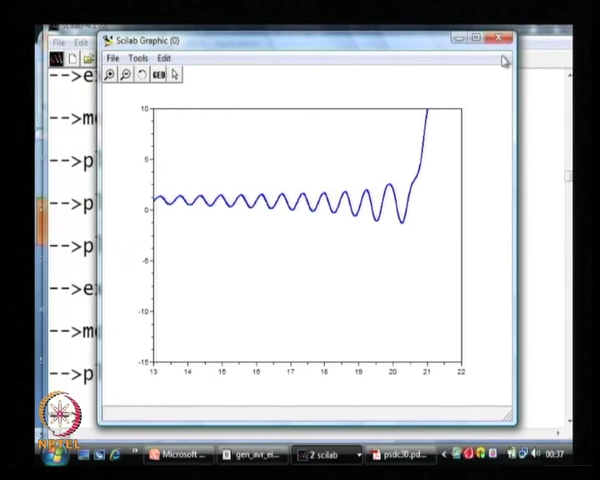 Scilab Graphic (0)
File Edit
File Tools Edit
GED
-->e
-->m
-->p
-->p
-->p
-->e
-->m
-->p
10
5
0
-5
-10
-15
13 14 15 16 17 18 19 20 21 22
NPTEL
Microsoft ...
gen_avr_ei...
2 scilab
psdc30.pd...
00:37